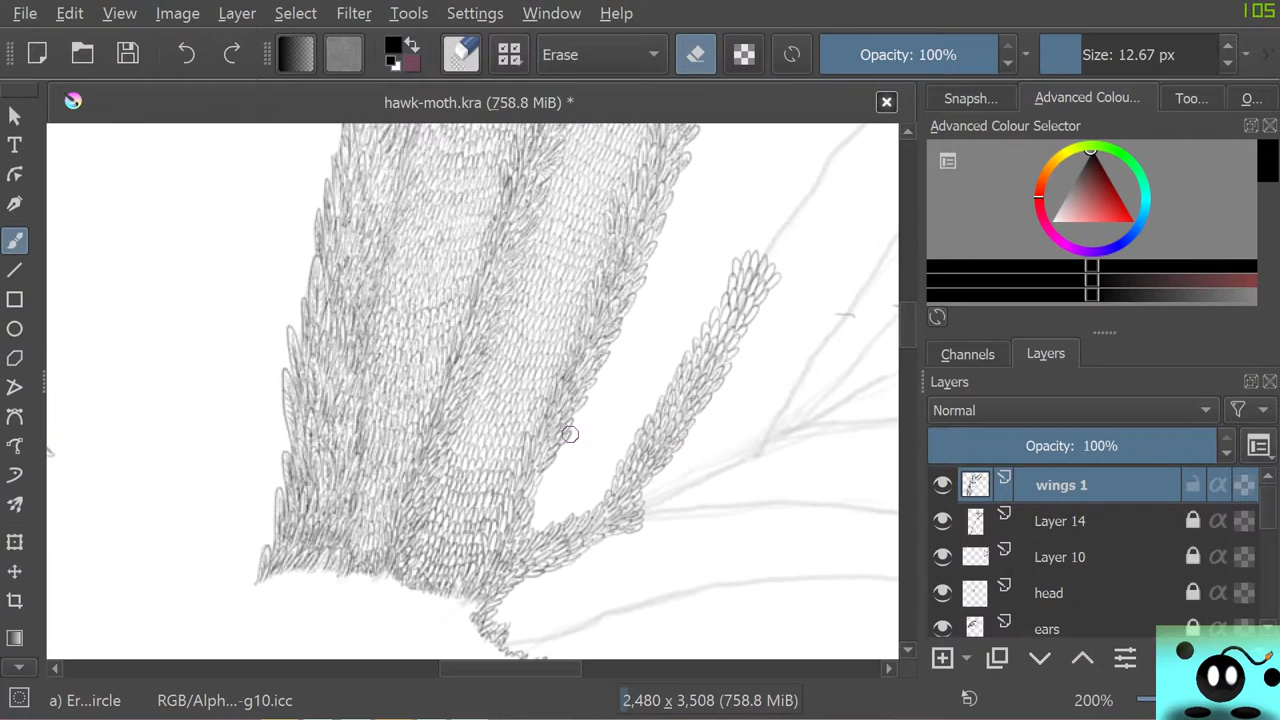 File Edit View Image Layer Select Filter Tools Settings Window Help
105
Erase
Opacity: 100%
Size: 12.67 px
hawk-moth.kra (758.8 MiB) *
Snapsh...
Advanced Colou...
Too...
O...
Advanced Colour Selector
Channels
Layers
Layers
Normal
Opacity: 100%
wings 1
Layer 14
Layer 10
head
ears
a) Er...ircle
RGB/Alph...-g10.icc
2,480 x 3,508 (758.8 MiB)
200%